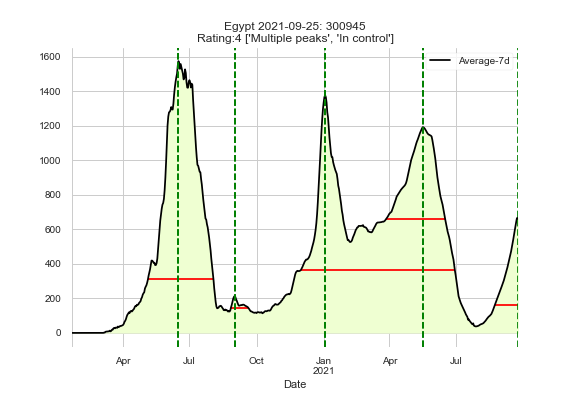 Egypt 2021-09-25: 300945
Rating:4 ['Multiple peaks', 'In control']
Average-7d
1600
1400
1200
1000
800
600
400
200
0
Apr Jul Oct Jan Apr Jul
2021
Date